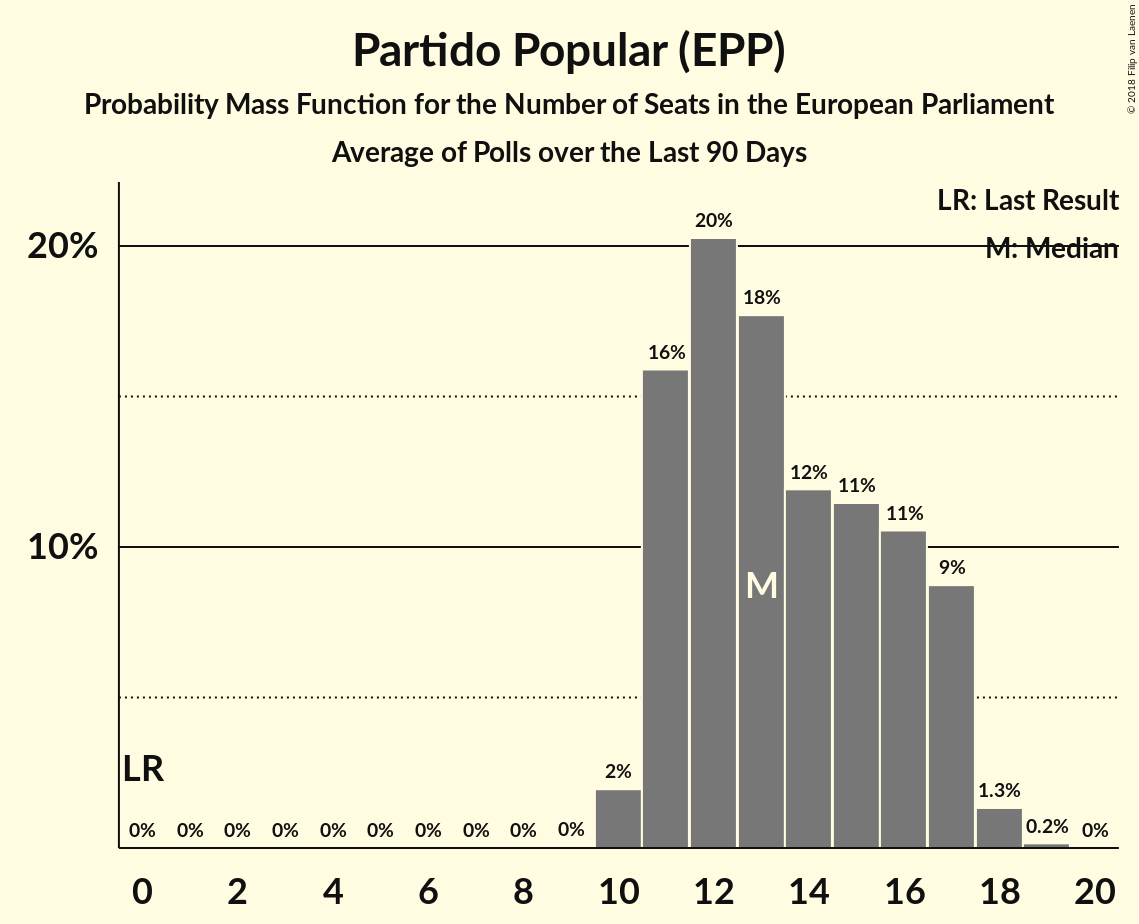 Partido Popular (EPP)
Probability Mass Function for the Number of Seats in the European Parliament
Average of Polls over the Last 90 Days
© 2018 Filip van Laenen
LR: Last Result
M: Median
20%
10%
20%
18%
16%
12%
11%
11%
9%
M
LR
2%
1.3%
0.2%
0%
0% 0% 0% 0% 0% 0% 0% 0% 0% 0%
0 2 4 6 8 10 12 14 16 18 20